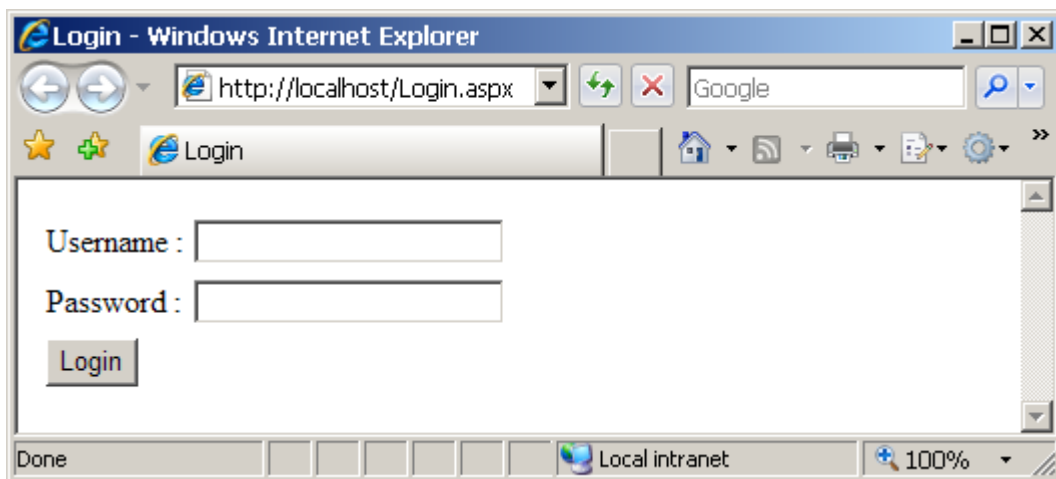 Login - Windows Internet Explorer
http://localhost/Login.aspx Google
Login »
Username :
Password :
Login
Done Local intranet 100%